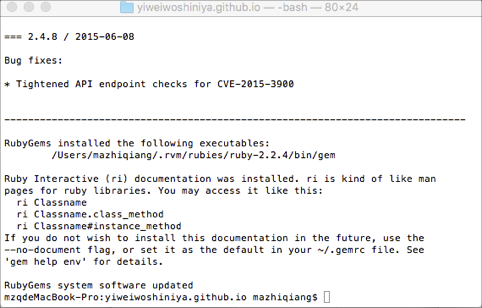 yiweiwoshiniya.github.io — -bash — 80×24
=== 2.4.8 / 2015-06-08
Bug fixes:
* Tightened API endpoint checks for CVE-2015-3900
------------------------------------------------------------------------------
RubyGems installed the following executables:
/Users/mazhiqiang/.rvm/rubies/ruby-2.2.4/bin/gem
Ruby Interactive (ri) documentation was installed. ri is kind of like man
pages for ruby libraries. You may access it like this:
ri Classname
ri Classname.class_method
ri Classname#instance_method
If you do not wish to install this documentation in the future, use the
--no-document flag, or set it as the default in your ~/.gemrc file. See
'gem help env' for details.
RubyGems system software updated
mzqdeMacBook-Pro:yiweiwoshiniya.github.io mazhiqiang$